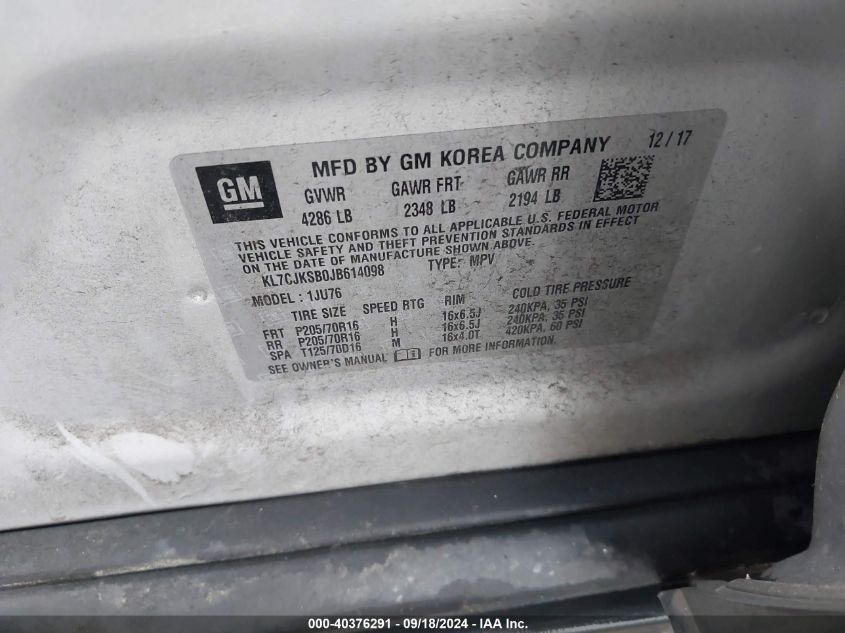 MFD BY GM KOREA COMPANY 12/17
GM
GVWR GAWR FRT GAWR RR
4286 LB 2348 LB 2194 LB
THIS VEHICLE CONFORMS TO ALL APPLICABLE U.S. FEDERAL MOTOR
VEHICLE SAFETY AND THEFT PREVENTION STANDARDS IN EFFECT
ON THE DATE OF MANUFACTURE SHOWN ABOVE.
KL7CJKSB0JB614098 TYPE: MPV
MODEL: 1JU76
TIRE SIZE SPEED RTG RIM COLD TIRE PRESSURE
FRT P205/70R16 H 16x6.5J 240KPA, 35 PSI
RR P205/70R16 H 16x6.5J 240KPA, 35 PSI
SPA T125/70D16 M 16x4.0T 420KPA, 60 PSI
SEE OWNER'S MANUAL FOR MORE INFORMATION.
000-40376291 - 09/18/2024 - IAA Inc.